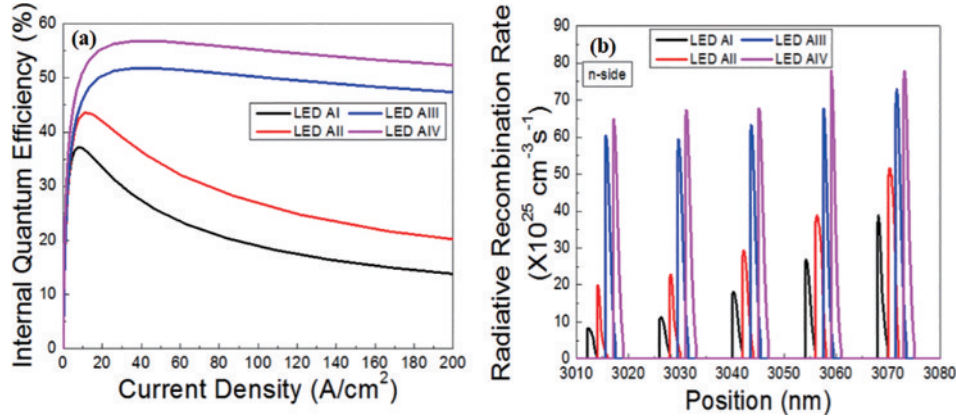 (a)
Internal Quantum Efficiency (%)
60
50
40
30
20
10
0
LED AI
LED AIII
LED AII
LED AIV
0 20 40 60 80 100 120 140 160 180 200
Current Density (A/cm²)
(b)
Radiative Recombination Rate
(X10²⁵ cm⁻³s⁻¹)
90
80
70
60
50
40
30
20
10
0
LED AI
LED AIII
LED AII
LED AIV
n-side
3010 3020 3030 3040 3050 3060 3070 3080
Position (nm)